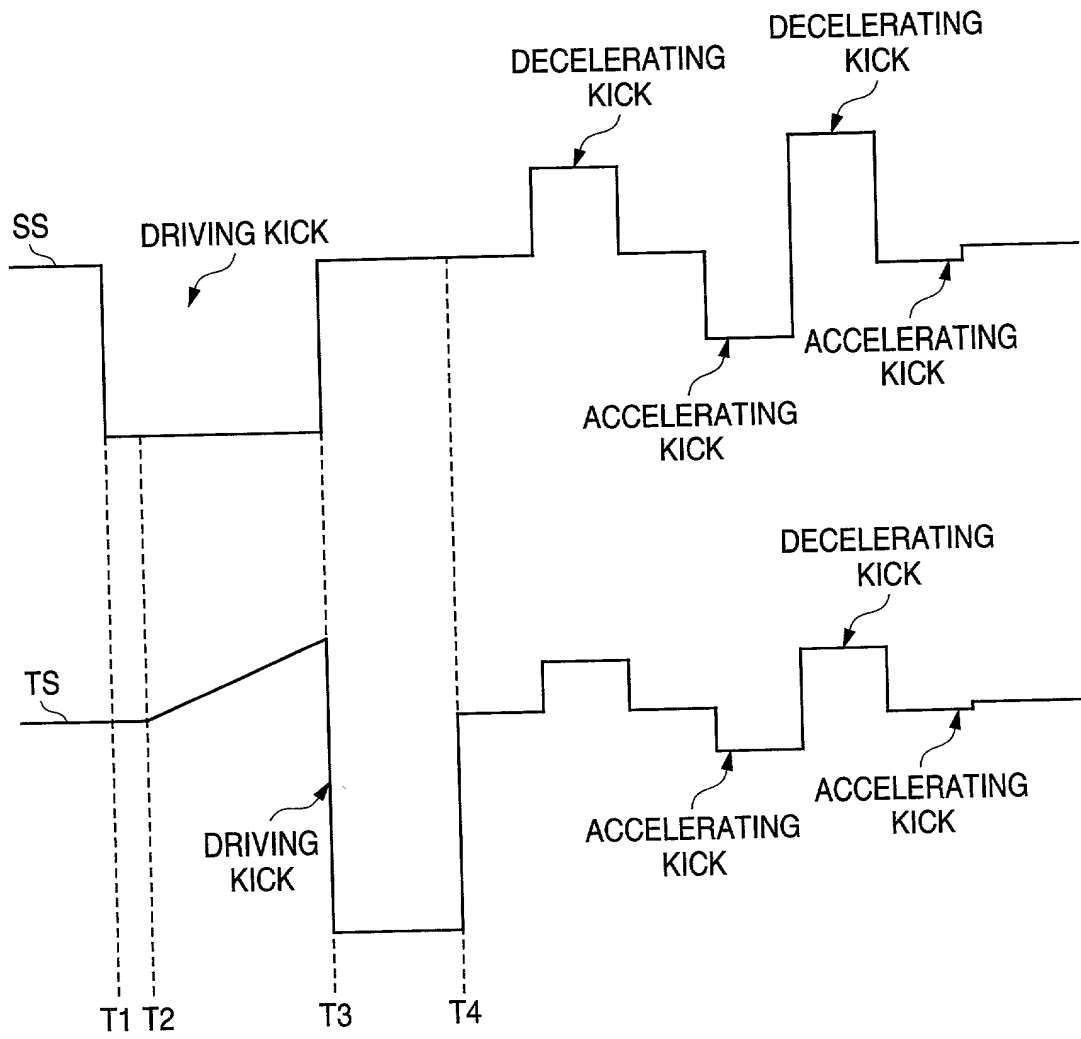 DECELERATING
KICK
DECELERATING
KICK
SS
DRIVING KICK
ACCELERATING
KICK
ACCELERATING
KICK
DECELERATING
KICK
TS
DRIVING
KICK
ACCELERATING
KICK
ACCELERATING
KICK
T1 T2 T3 T4